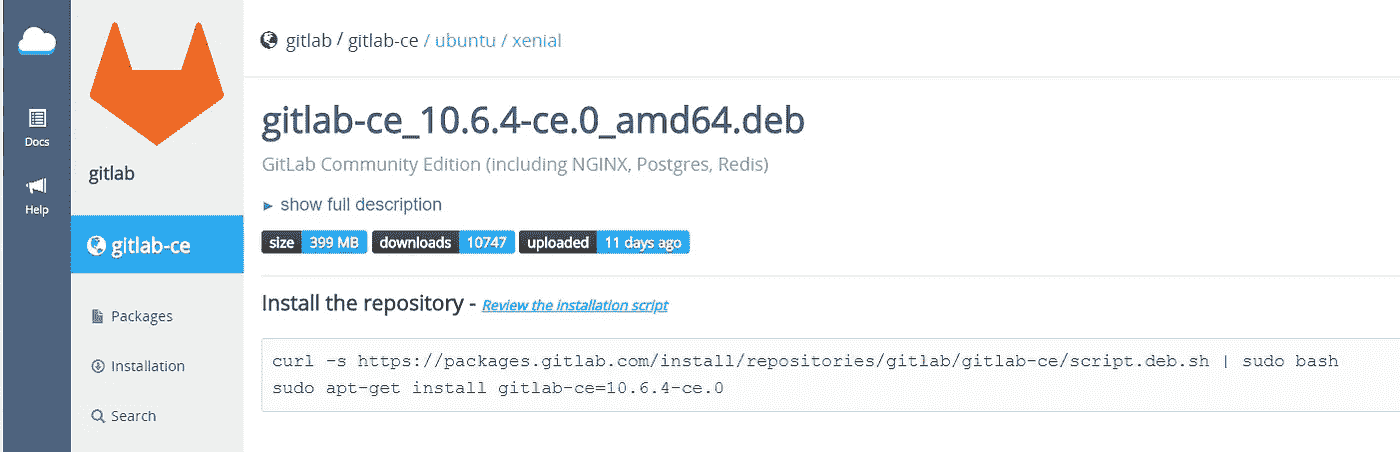 Docs
Help
gitlab
gitlab-ce
Packages
Installation
Search
gitlab / gitlab-ce / ubuntu / xenial
gitlab-ce_10.6.4-ce.0_amd64.deb
GitLab Community Edition (including NGINX, Postgres, Redis)
► show full description
size 399 MB downloads 10747 uploaded 11 days ago
Install the repository - Review the installation script
curl -s https://packages.gitlab.com/install/repositories/gitlab/gitlab-ce/script.deb.sh | sudo bash
sudo apt-get install gitlab-ce=10.6.4-ce.0